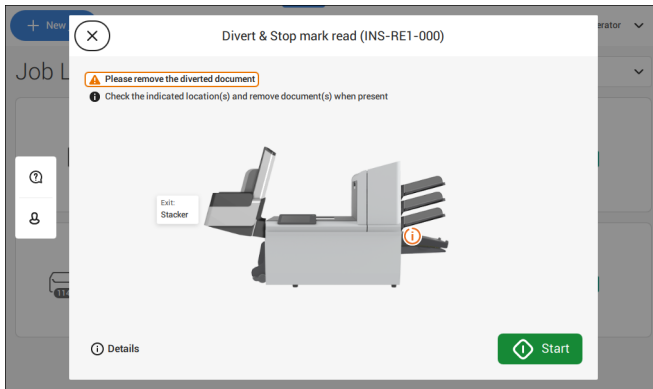 + New
Divert & Stop mark read (INS-RE1-000)
erator
Job L
Please remove the diverted document
Check the indicated location(s) and remove document(s) when present
Exit:
Stacker
114
Details
Start